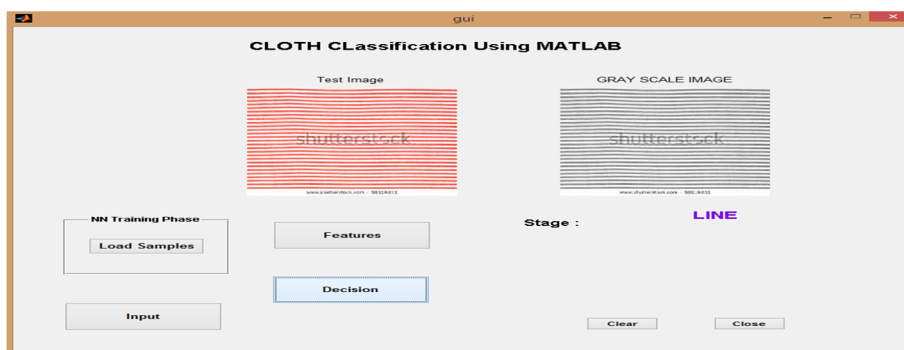 gui
CLOTH CLassification Using MATLAB
Test Image
GRAY SCALE IMAGE
shutterstock
shutterstock
NN Training Phase
Load Samples
Features
Stage :
LINE
Decision
Input
Clear
Close